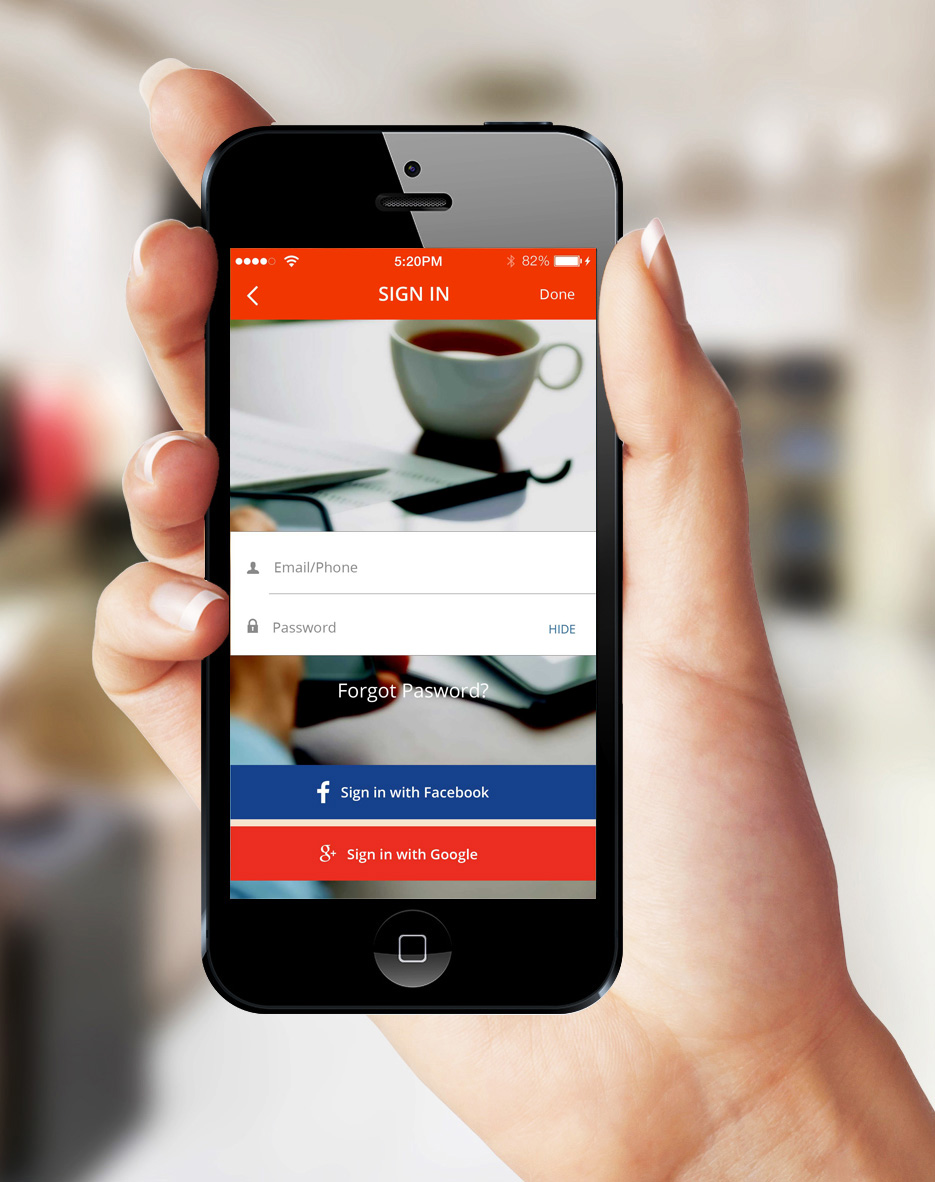 5:20PM 82%
SIGN IN Done
Email/Phone
Password HIDE
Forgot Pasword?
f Sign in with Facebook
g+ Sign in with Google